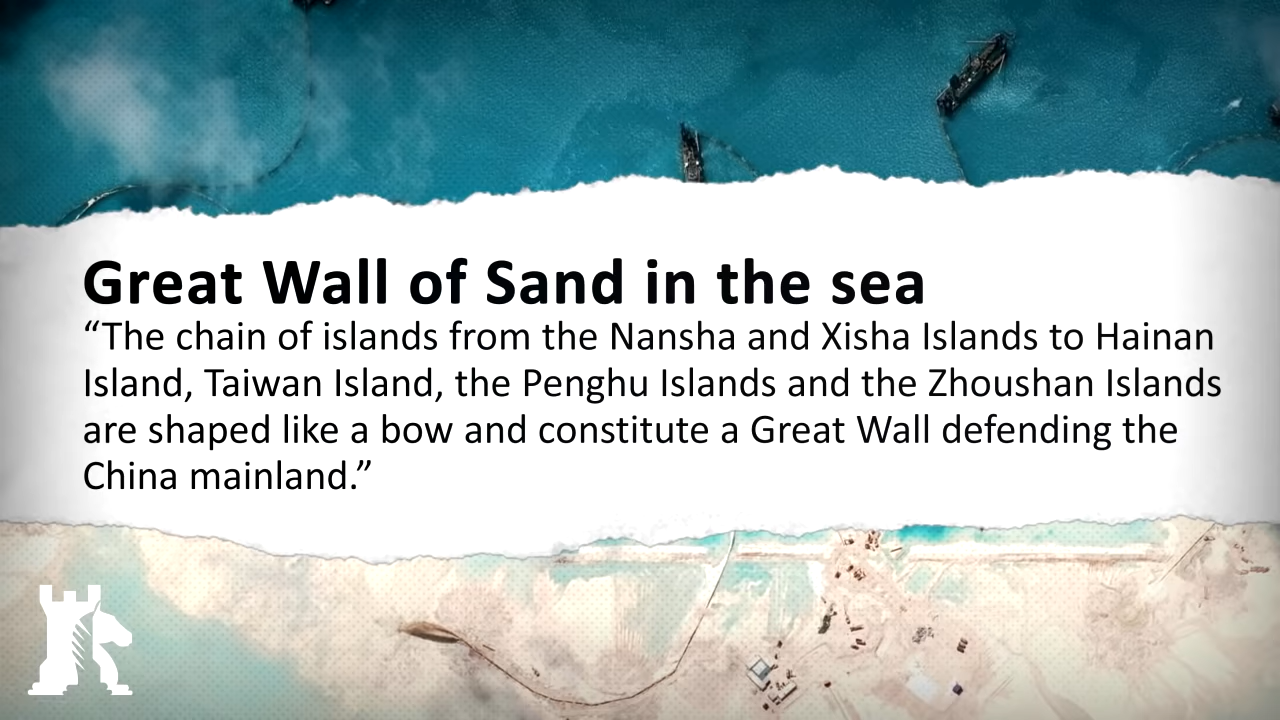 Great Wall of Sand in the sea
“The chain of islands from the Nansha and Xisha Islands to Hainan
Island, Taiwan Island, the Penghu Islands and the Zhoushan Islands
are shaped like a bow and constitute a Great Wall defending the
China mainland.”